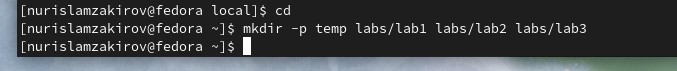 [nurislamzakirov@fedora local]$ cd
[nurislamzakirov@fedora ~]$ mkdir -p temp labs/lab1 labs/lab2 labs/lab3
[nurislamzakirov@fedora ~]$